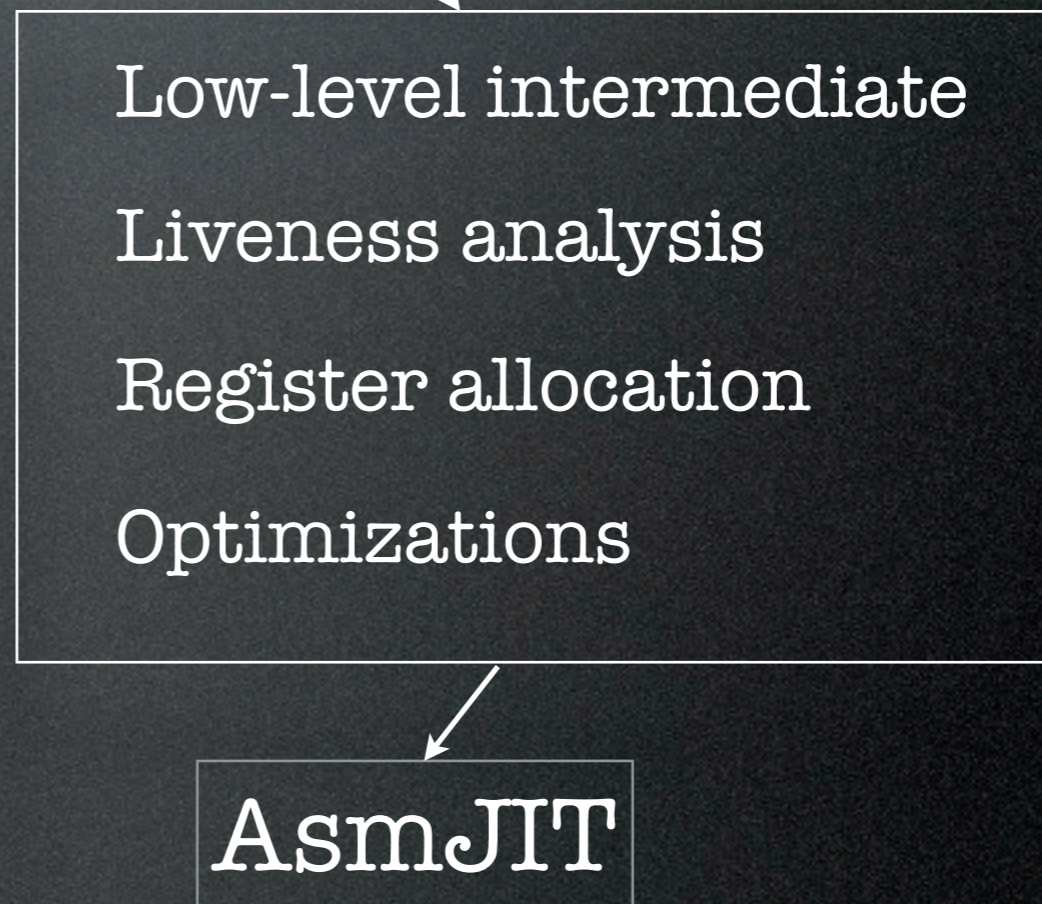 Low-level intermediate
Liveness analysis
Register allocation
Optimizations
AsmJIT